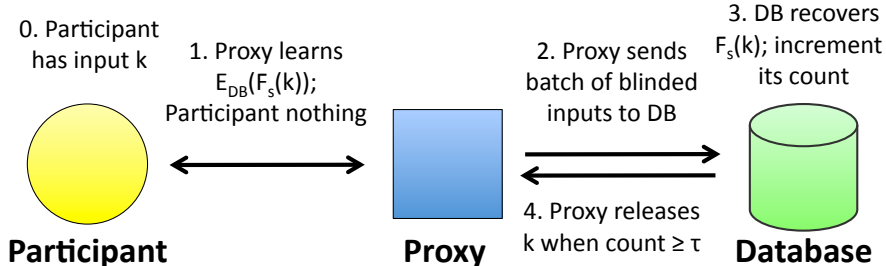 0. Participant
has input k
1. Proxy learns
E_DB(F_s(k));
Participant nothing
2. Proxy sends
batch of blinded
inputs to DB
3. DB recovers
F_s(k); increment
its count
4. Proxy releases
k when count ≥ τ
Participant
Proxy
Database